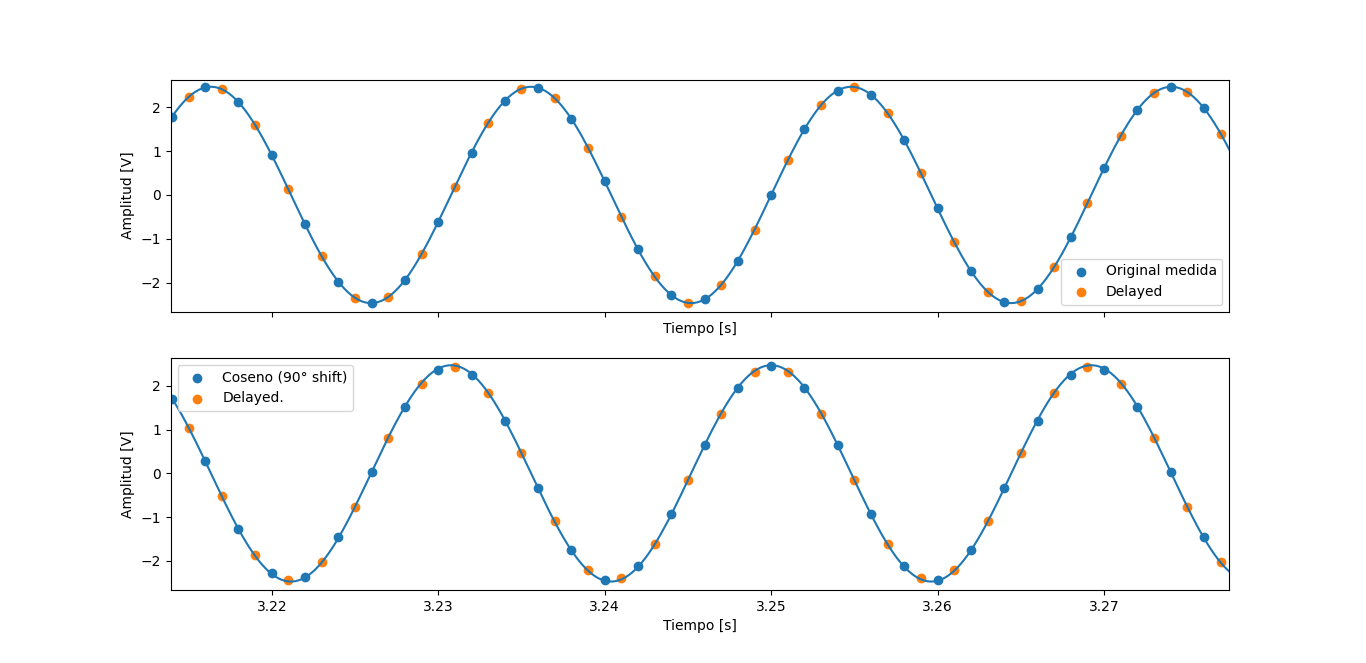 Amplitud [V]
2
1
0
−1
−2
Original medida
Delayed
Tiempo [s]
Amplitud [V]
2
1
0
−1
−2
Coseno (90° shift)
Delayed.
3.22 3.23 3.24 3.25 3.26 3.27
Tiempo [s]